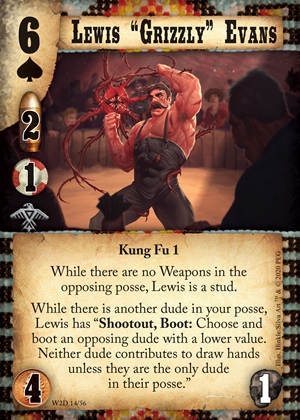 6
LEWIS "GRIZZLY" EVANS
2
1
Kung Fu 1
While there are no Weapons in the
opposing posse, Lewis is a stud.
While there is another dude in your posse,
Lewis has "Shootout, Boot: Choose and
boot an opposing dude with a lower value.
Neither dude contributes to draw hands
unless they are the only dude
in their posse."
4
W2D 14/56
1